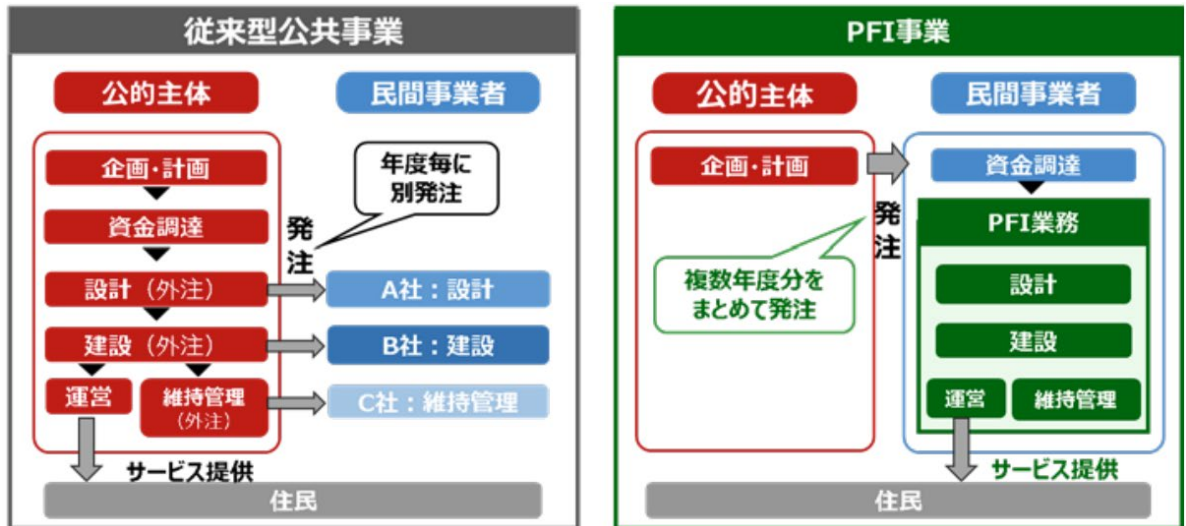 従来型公共事業
公的主体
民間事業者
企画・計画
資金調達
設計（外注）
建設（外注）
運営
維持管理
（外注）
年度毎に
別発注
発注
A社：設計
B社：建設
C社：維持管理
サービス提供
住民
PFI事業
公的主体
民間事業者
企画・計画
発注
複数年度分を
まとめて発注
資金調達
PFI業務
設計
建設
運営
維持管理
サービス提供
住民